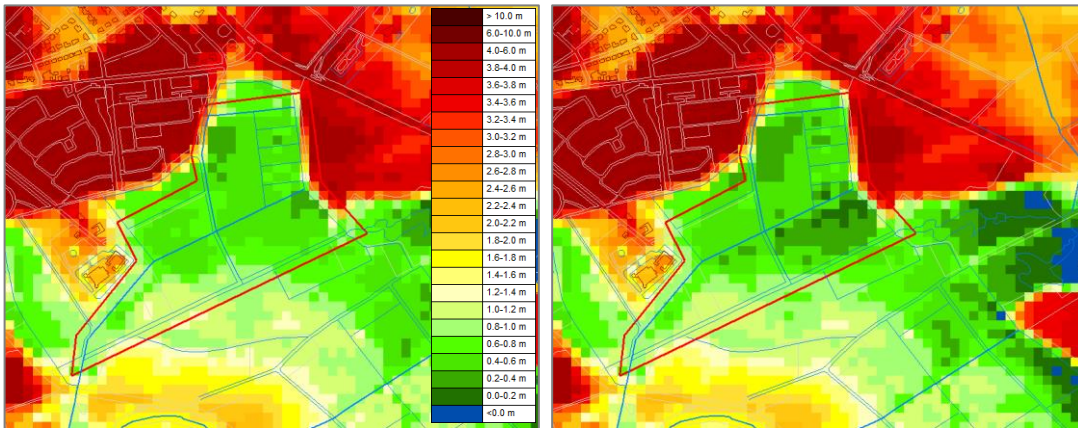 > 10.0 m
6.0-10.0 m
4.0-6.0 m
3.8-4.0 m
3.6-3.8 m
3.4-3.6 m
3.2-3.4 m
3.0-3.2 m
2.8-3.0 m
2.6-2.8 m
2.4-2.6 m
2.2-2.4 m
2.0-2.2 m
1.8-2.0 m
1.6-1.8 m
1.4-1.6 m
1.2-1.4 m
1.0-1.2 m
0.8-1.0 m
0.6-0.8 m
0.4-0.6 m
0.2-0.4 m
0.0-0.2 m
<0.0 m